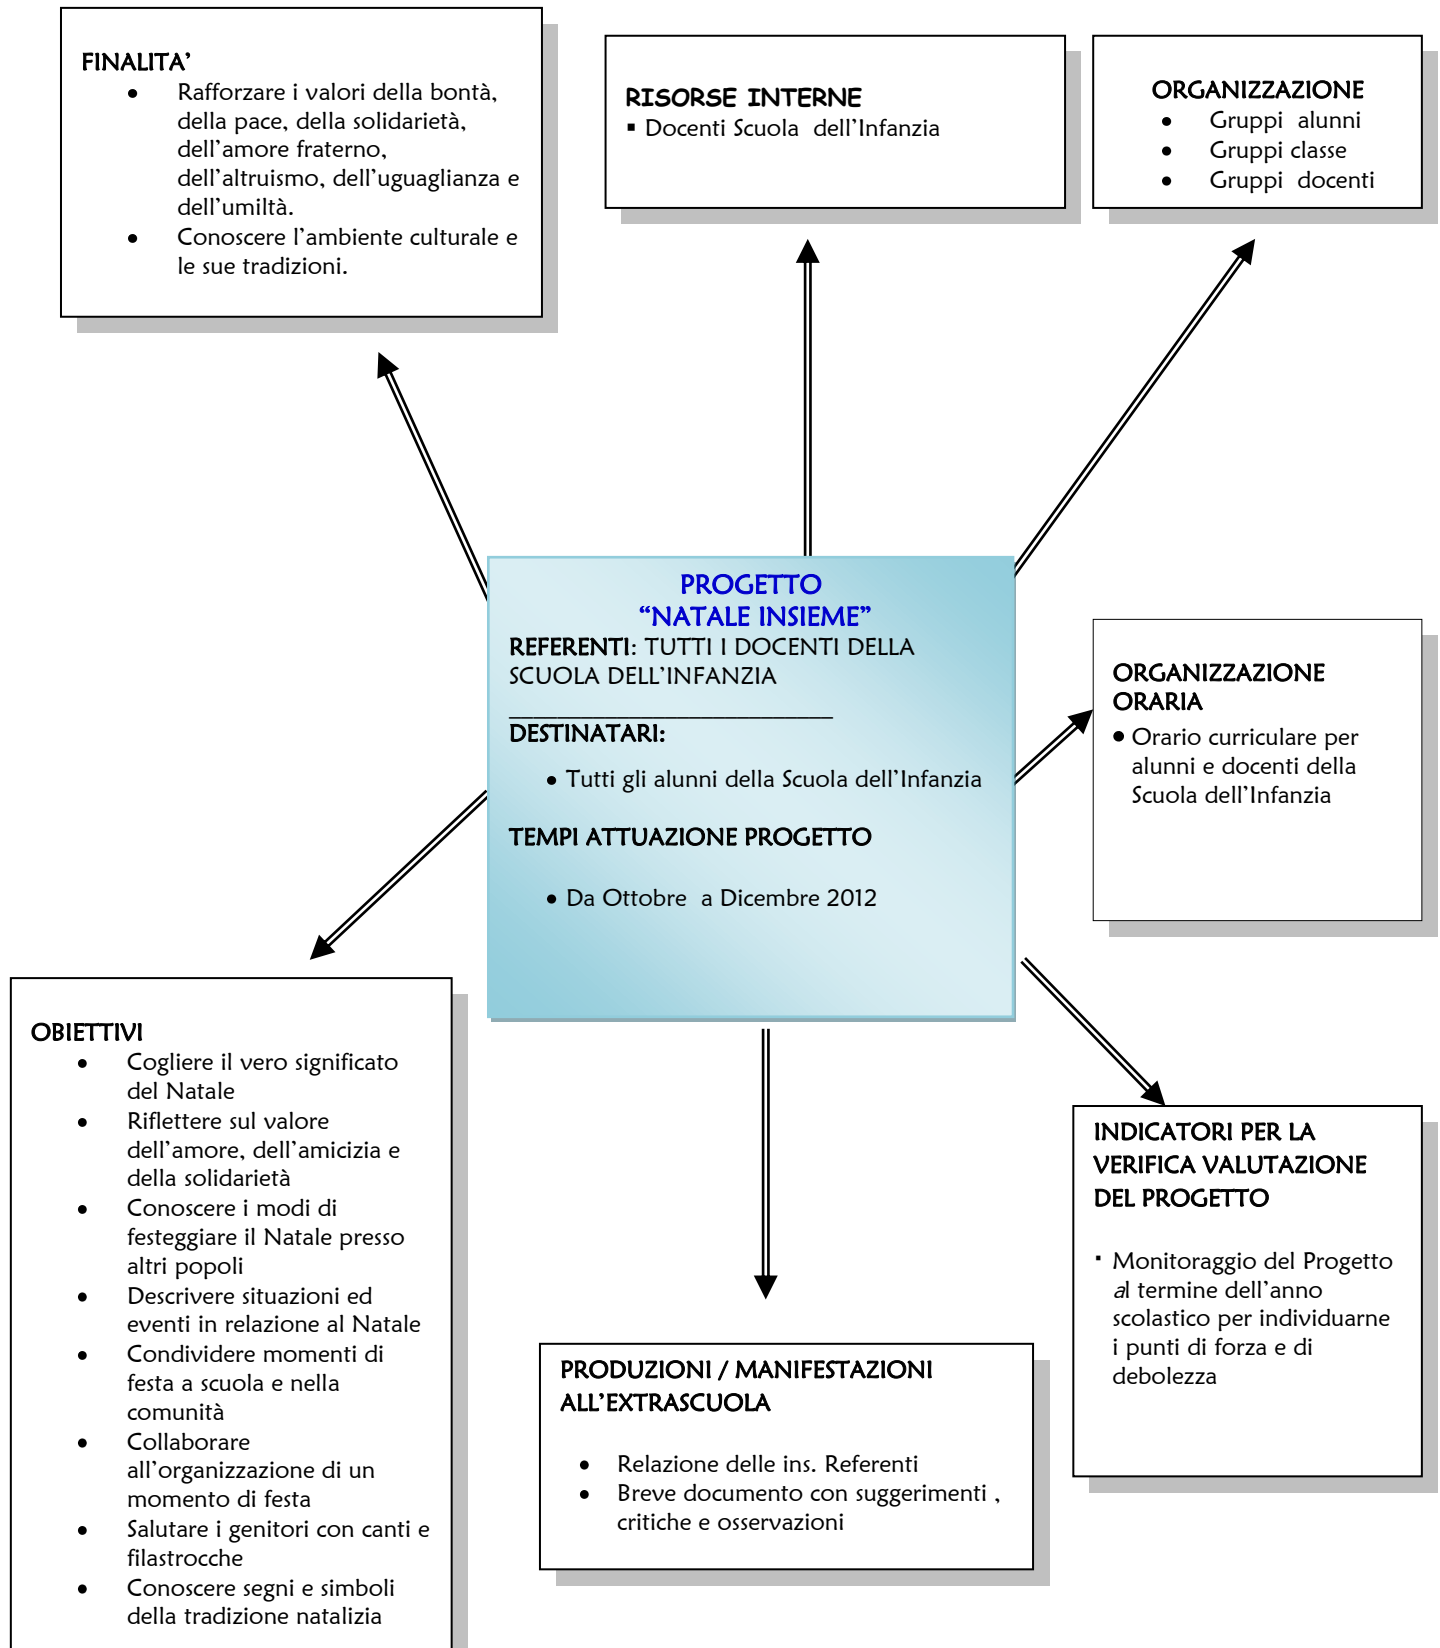 FINALITA’
• Rafforzare i valori della bontà,
della pace, della solidarietà,
dell’amore fraterno,
dell’altruismo, dell’uguaglianza e
dell’umiltà.
• Conoscere l’ambiente culturale e
le sue tradizioni.
RISORSE INTERNE
▪ Docenti Scuola dell’Infanzia
ORGANIZZAZIONE
• Gruppi alunni
• Gruppi classe
• Gruppi docenti
PROGETTO
“NATALE INSIEME”
REFERENTI: TUTTI I DOCENTI DELLA
SCUOLA DELL’INFANZIA
___________________________
DESTINATARI:
• Tutti gli alunni della Scuola dell’Infanzia
TEMPI ATTUAZIONE PROGETTO
• Da Ottobre a Dicembre 2012
ORGANIZZAZIONE
ORARIA
• Orario curriculare per
alunni e docenti della
Scuola dell’Infanzia
OBIETTIVI
• Cogliere il vero significato
del Natale
• Riflettere sul valore
dell’amore, dell’amicizia e
della solidarietà
• Conoscere i modi di
festeggiare il Natale presso
altri popoli
• Descrivere situazioni ed
eventi in relazione al Natale
• Condividere momenti di
festa a scuola e nella
comunità
• Collaborare
all’organizzazione di un
momento di festa
• Salutare i genitori con canti e
filastrocche
• Conoscere segni e simboli
della tradizione natalizia
PRODUZIONI / MANIFESTAZIONI
ALL’EXTRASCUOLA
• Relazione delle ins. Referenti
• Breve documento con suggerimenti ,
critiche e osservazioni
INDICATORI PER LA
VERIFICA VALUTAZIONE
DEL PROGETTO
▪ Monitoraggio del Progetto
al termine dell’anno
scolastico per individuarne
i punti di forza e di
debolezza